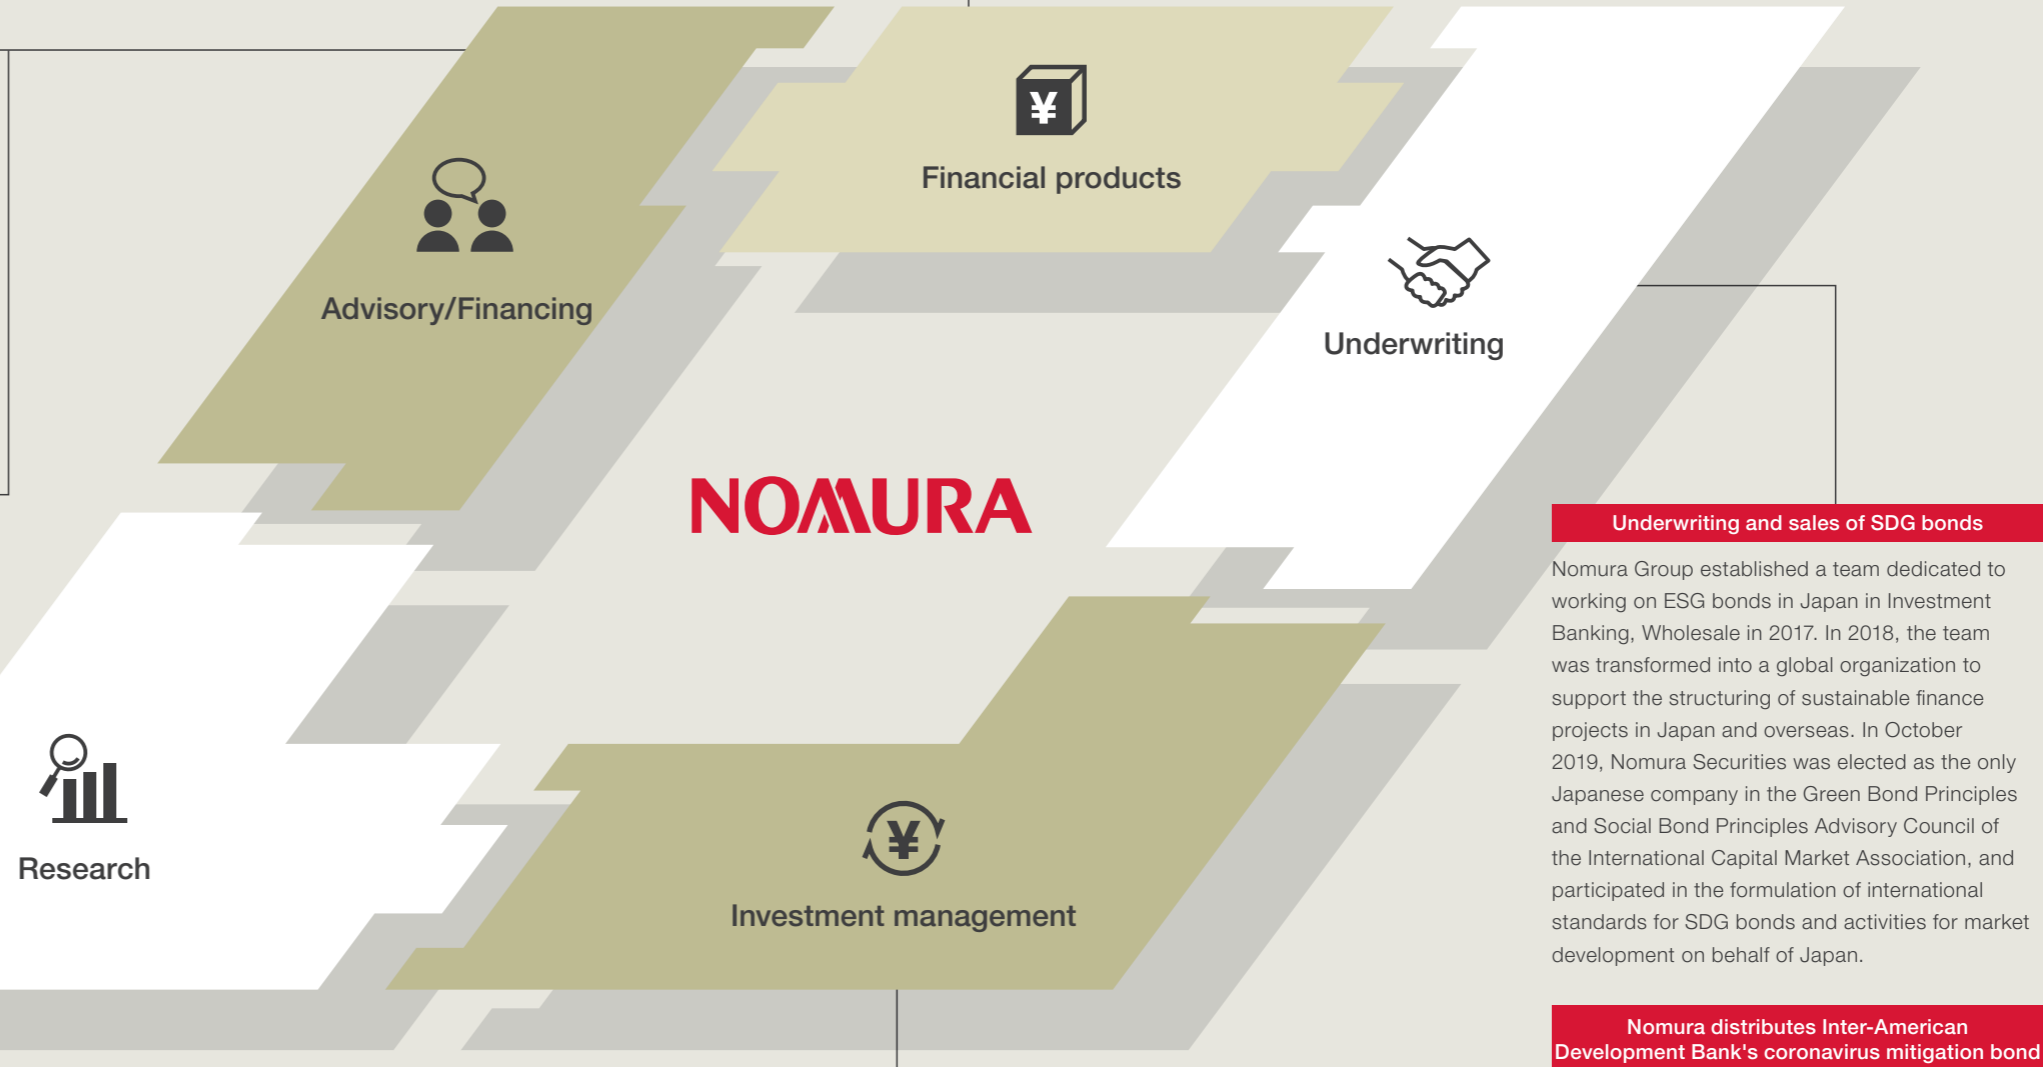 Financial products
Advisory/Financing
Underwriting
NOMURA
Research
Investment management
Underwriting and sales of SDG bonds
Nomura Group established a team dedicated to
working on ESG bonds in Japan in Investment
Banking, Wholesale in 2017. In 2018, the team
was transformed into a global organization to
support the structuring of sustainable finance
projects in Japan and overseas. In October
2019, Nomura Securities was elected as the only
Japanese company in the Green Bond Principles
and Social Bond Principles Advisory Council of
the International Capital Market Association, and
participated in the formulation of international
standards for SDG bonds and activities for market
development on behalf of Japan.
Nomura distributes Inter-American
Development Bank's coronavirus mitigation bond